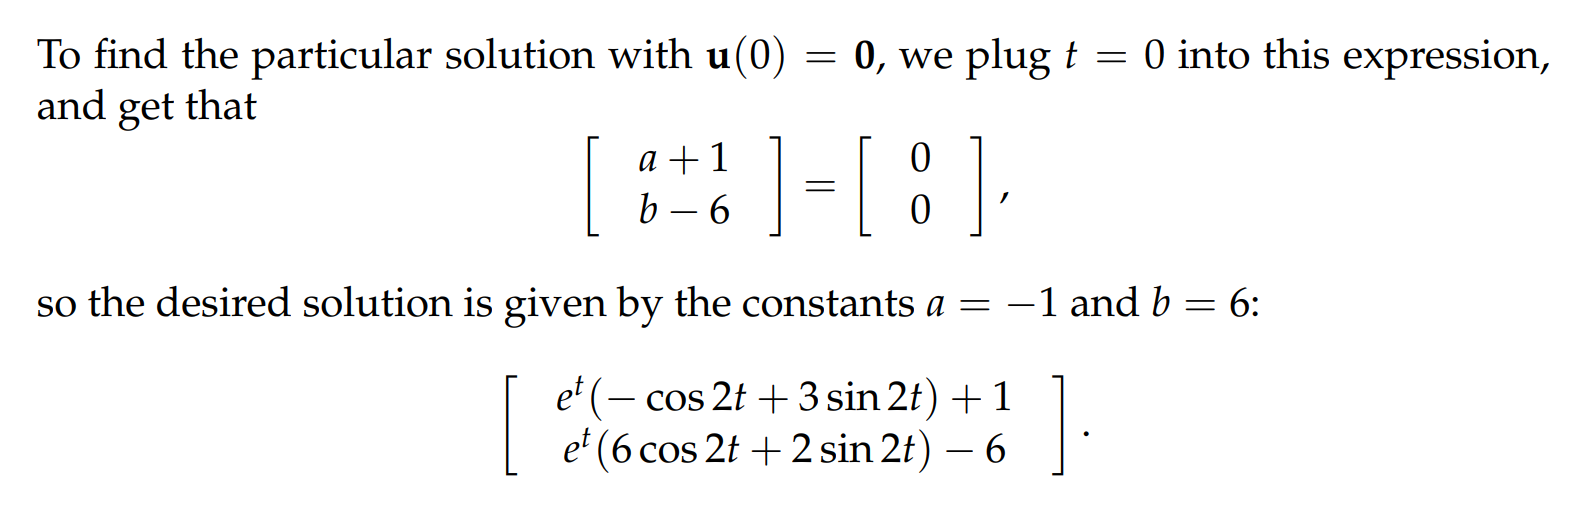 To find the particular solution with u(0) = 0, we plug t = 0 into this expression,
and get that
[ a + 1 ] = [ 0 ],
[ b − 6 ]   [ 0 ]
so the desired solution is given by the constants a = −1 and b = 6:
[ e^t(− cos 2t + 3 sin 2t) + 1 ]
[ e^t(6 cos 2t + 2 sin 2t) − 6 ].